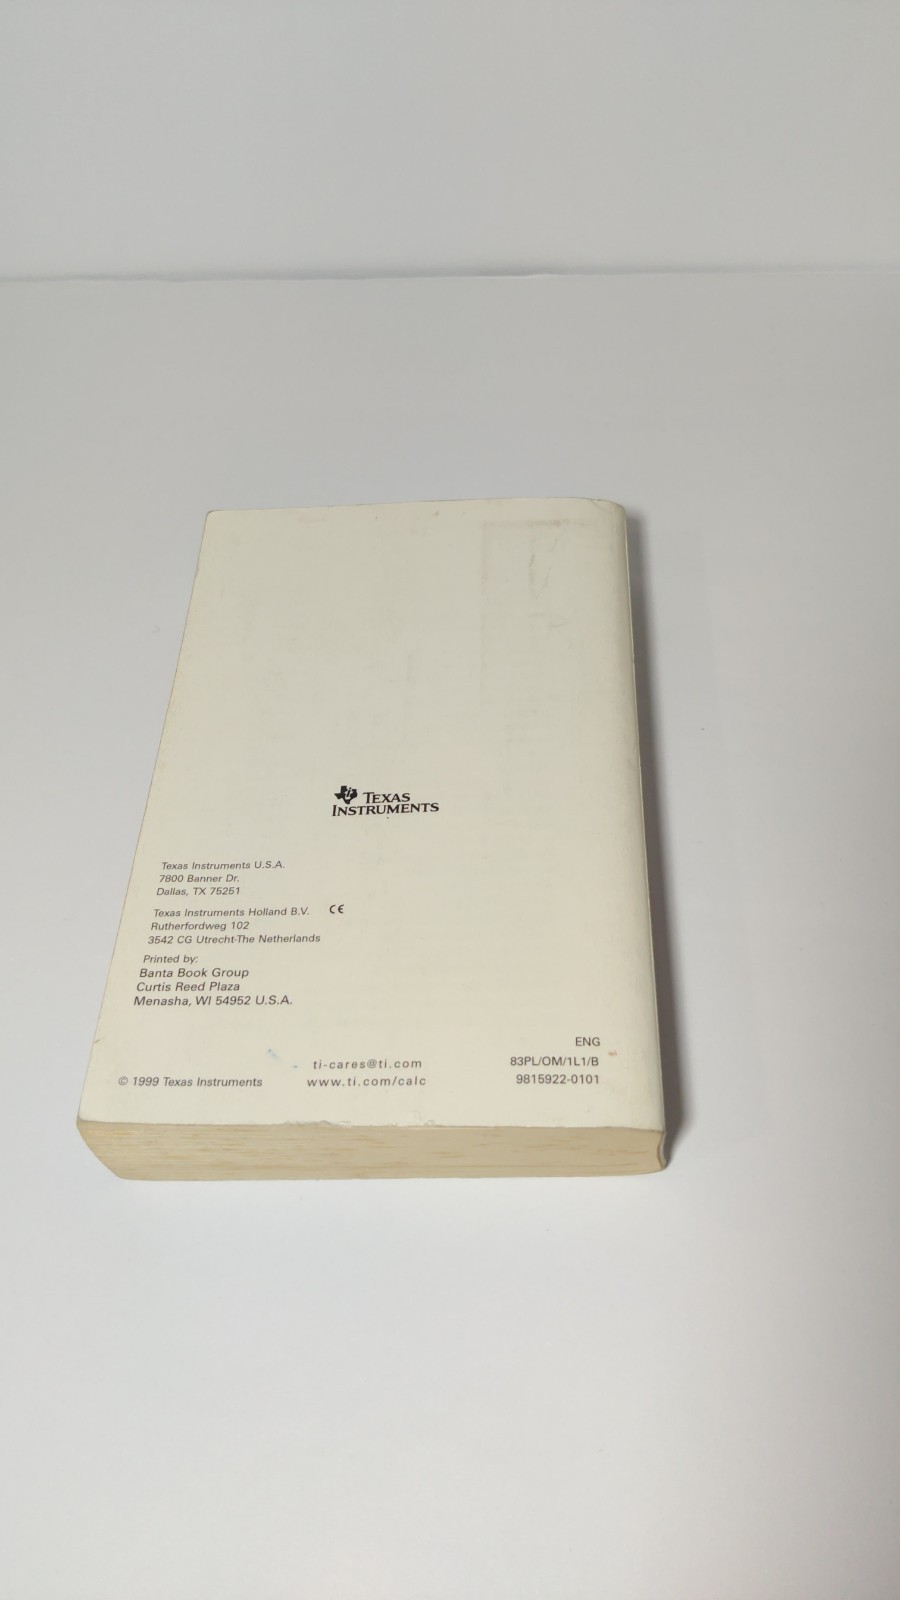 TEXAS
INSTRUMENTS
Texas Instruments U.S.A.
7800 Banner Dr.
Dallas, TX 75251
Texas Instruments Holland B.V. CE
Rutherfordweg 102
3542 CG Utrecht-The Netherlands
Printed by:
Banta Book Group
Curtis Reed Plaza
Menasha, WI 54952 U.S.A.
ENG
ti-cares@ti.com 83PL/OM/1L1/B
© 1999 Texas Instruments www.ti.com/calc 9815922-0101